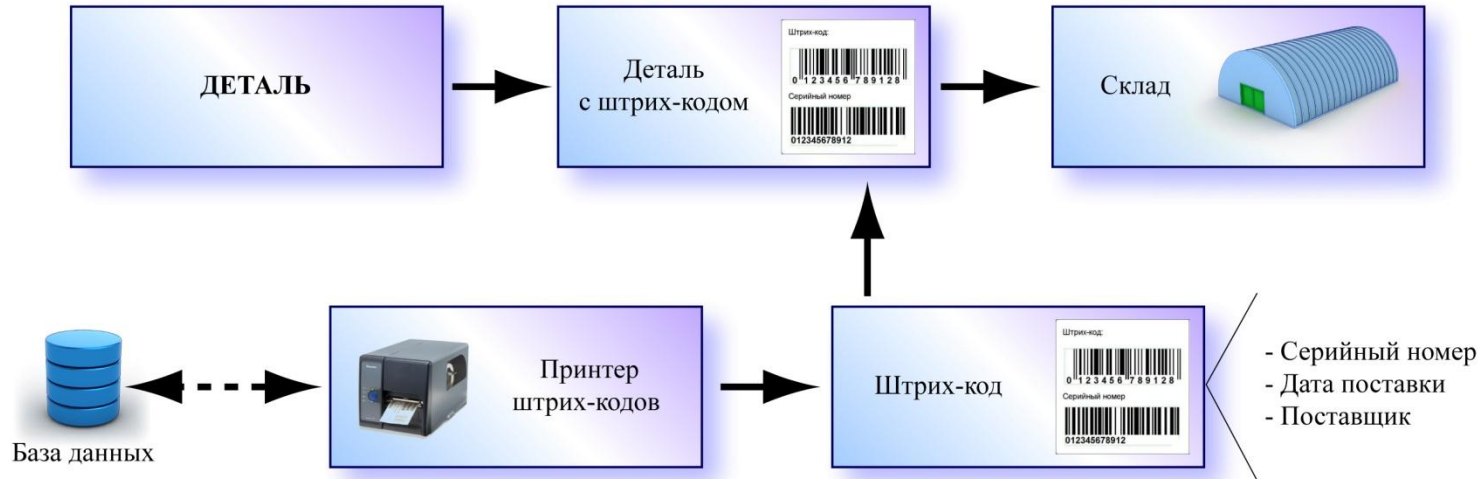 ДЕТАЛЬ
Деталь
с штрих-кодом
Штрих-код:
0 123456 789128
Серийный номер
012345678912
Склад
База данных
Принтер
штрих-кодов
Штрих-код
Штрих-код:
0 123456 789128
Серийный номер
012345678912
- Серийный номер
- Дата поставки
- Поставщик